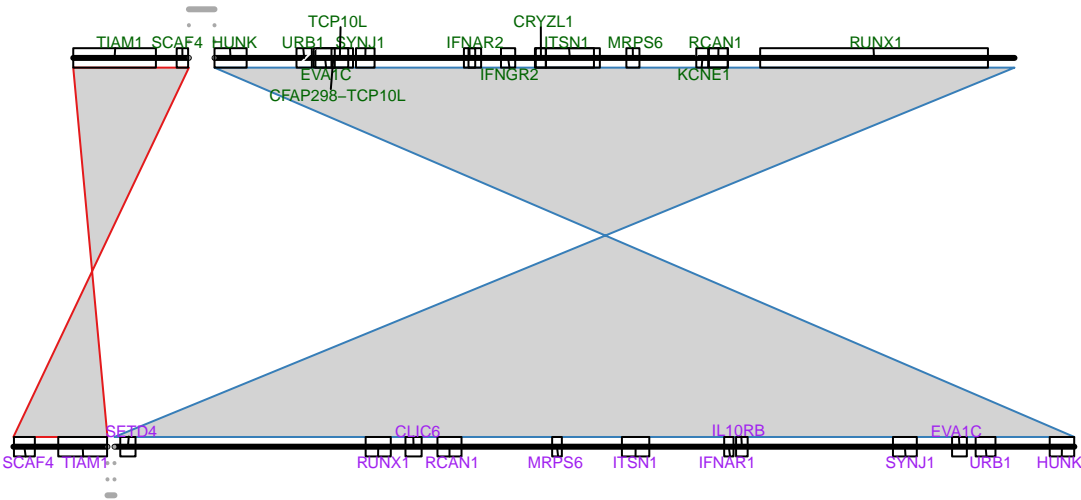 TCP10L CRYZL1
TIAM1 SCAF4 HUNK URB1 SYNJ1 IFNAR2 ITSN1 MRPS6 RCAN1 RUNX1
EVA1C IFNGR2 KCNE1
CFAP298–TCP10L
SETD4 CLIC6 IL10RB EVA1C
SCAF4 TIAM1 RUNX1 RCAN1 MRPS6 ITSN1 IFNAR1 SYNJ1 URB1 HUNK